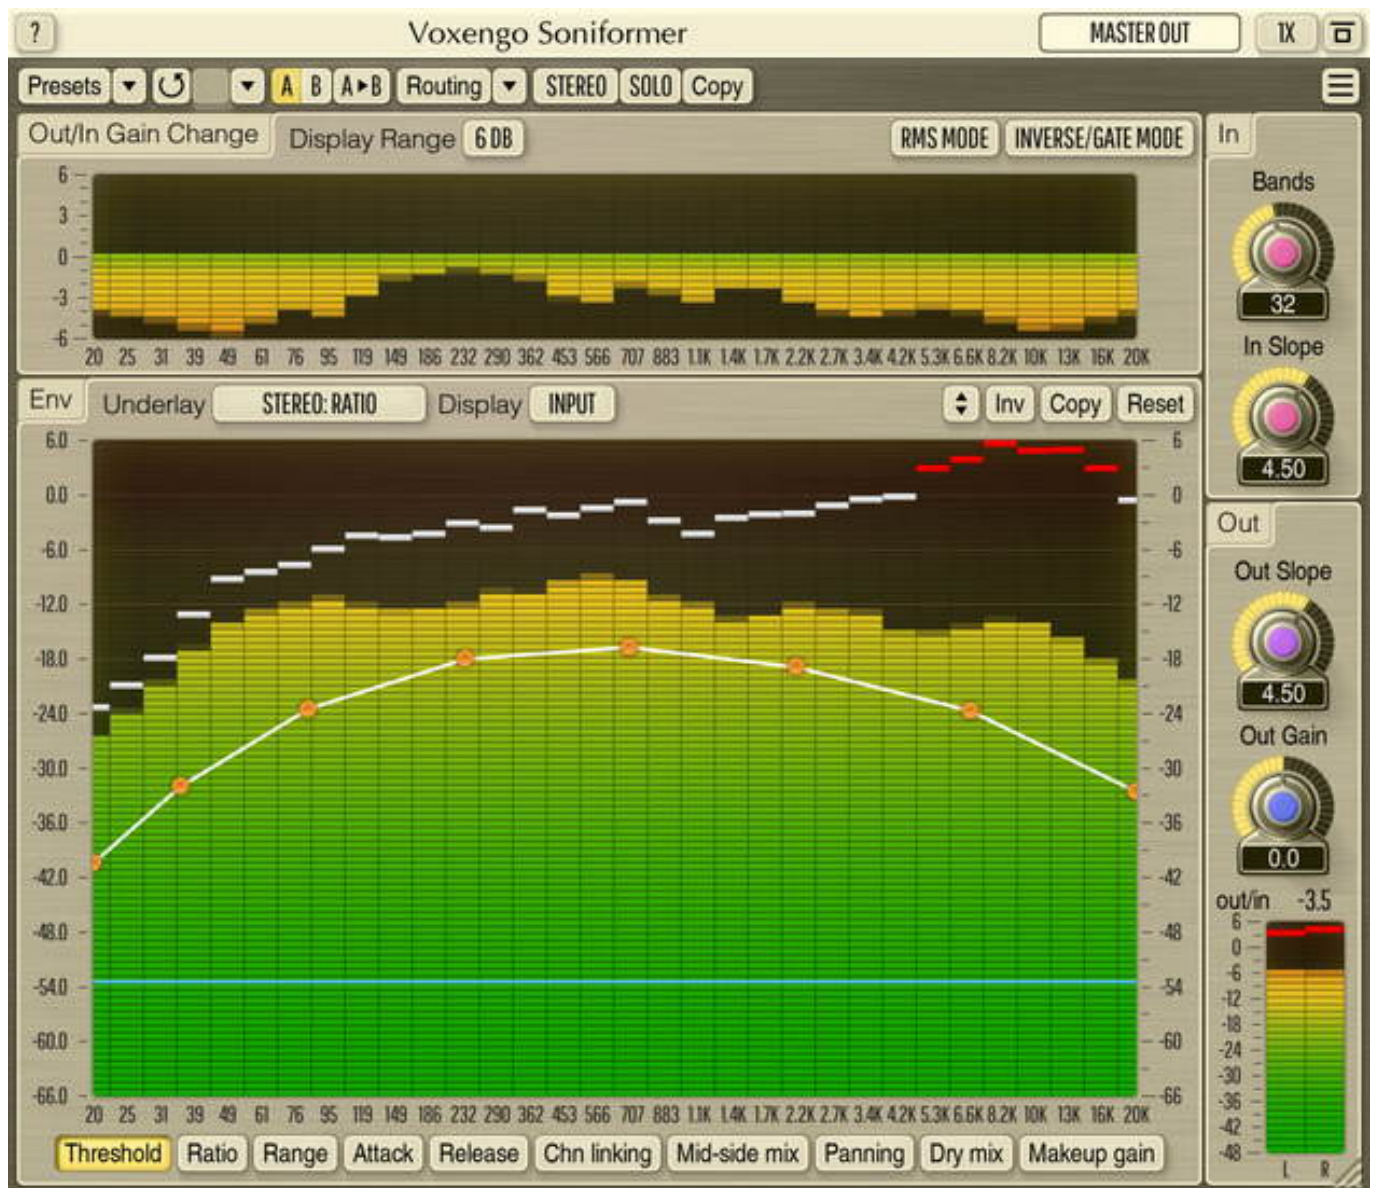 ? Voxengo Soniformer MASTER OUT 1X
Presets A B A▸B Routing STEREO SOLO Copy
Out/In Gain Change Display Range 6 DB RMS MODE INVERSE/GATE MODE
6
3
0
-3
-6
20 25 31 39 49 61 76 95 119 149 186 232 290 362 453 566 707 883 1.1K 1.4K 1.7K 2.2K 2.7K 3.4K 4.2K 5.3K 6.6K 8.2K 10K 13K 16K 20K
Env Underlay STEREO: RATIO Display INPUT Inv Copy Reset
6.0 6
0.0 0
-6.0 -6
-12.0 -12
-18.0 -18
-24.0 -24
-30.0 -30
-36.0 -36
-42.0 -42
-48.0 -48
-54.0 -54
-60.0 -60
-66.0 -66
20 25 31 39 49 61 76 95 119 149 186 232 290 362 453 566 707 883 1.1K 1.4K 1.7K 2.2K 2.7K 3.4K 4.2K 5.3K 6.6K 8.2K 10K 13K 16K 20K
Threshold Ratio Range Attack Release Chn linking Mid-side mix Panning Dry mix Makeup gain
In
Bands
32
In Slope
4.50
Out
Out Slope
4.50
Out Gain
0.0
out/in -3.5
6
0
-6
-12
-18
-24
-30
-36
-42
-48
L R